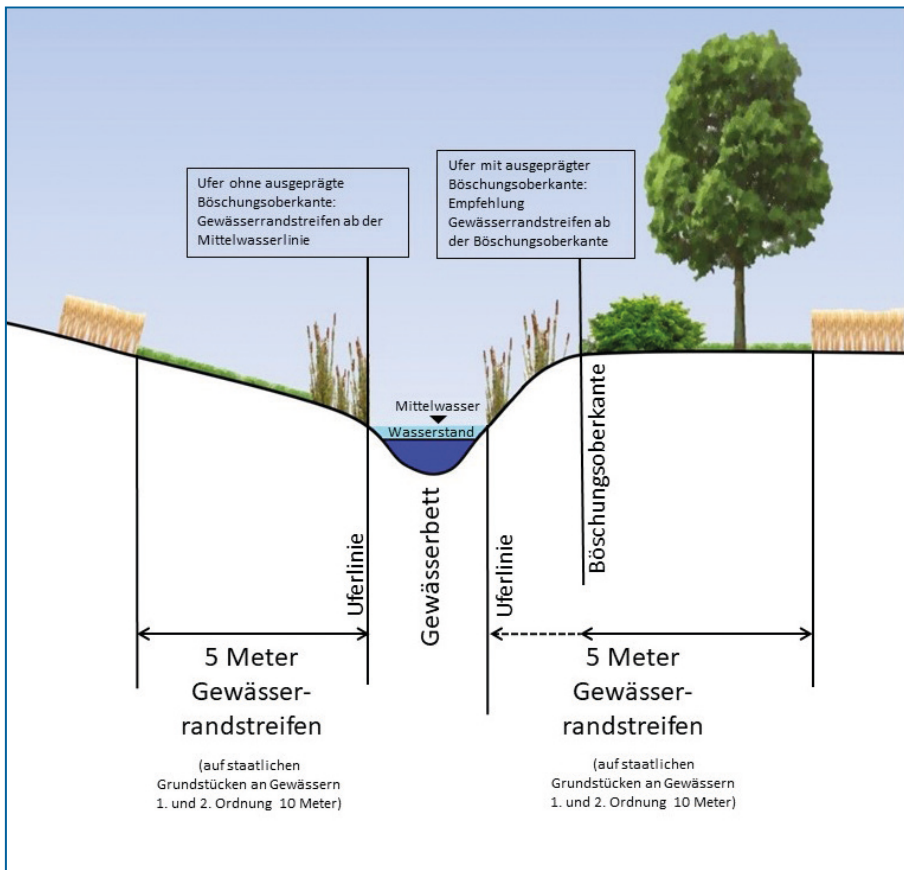 Ufer ohne ausgeprägte
Böschungsoberkante:
Gewässerrandstreifen ab der
Mittelwasserlinie
Ufer mit ausgeprägter
Böschungsoberkante:
Empfehlung
Gewässerrandstreifen ab
der Böschungsoberkante
Mittelwasser
Wasserstand
Uferlinie
Gewässerbett
Uferlinie
Böschungsoberkante
5 Meter
Gewässer-
randstreifen
(auf staatlichen
Grundstücken an Gewässern
1. und 2. Ordnung 10 Meter)
5 Meter
Gewässer-
randstreifen
(auf staatlichen
Grundstücken an Gewässern
1. und 2. Ordnung 10 Meter)